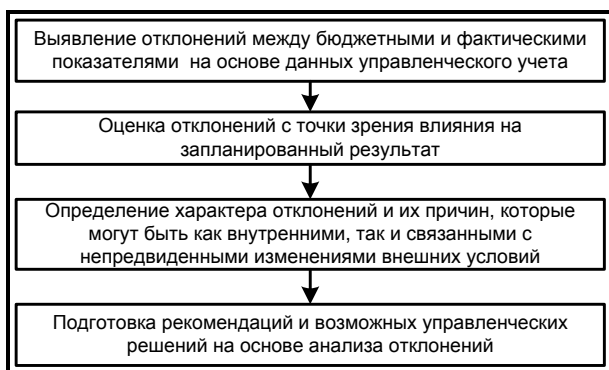 Выявление отклонений между бюджетными и фактическими
показателями на основе данных управленческого учета
Оценка отклонений с точки зрения влияния на
запланированный результат
Определение характера отклонений и их причин, которые
могут быть как внутренними, так и связанными с
непредвиденными изменениями внешних условий
Подготовка рекомендаций и возможных управленческих
решений на основе анализа отклонений